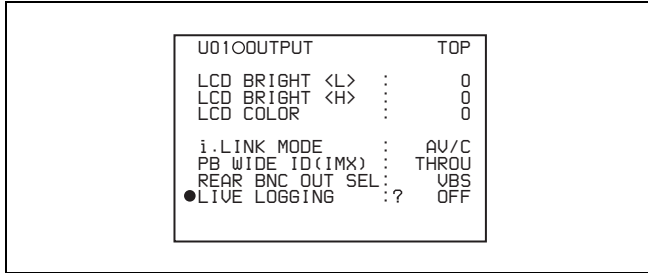 U01○OUTPUT TOP
LCD BRIGHT <L> : 0
LCD BRIGHT <H> : 0
LCD COLOR : 0
i.LINK MODE : AV/C
PB WIDE ID(IMX) : THROU
REAR BNC OUT SEL: VBS
●LIVE LOGGING :? OFF